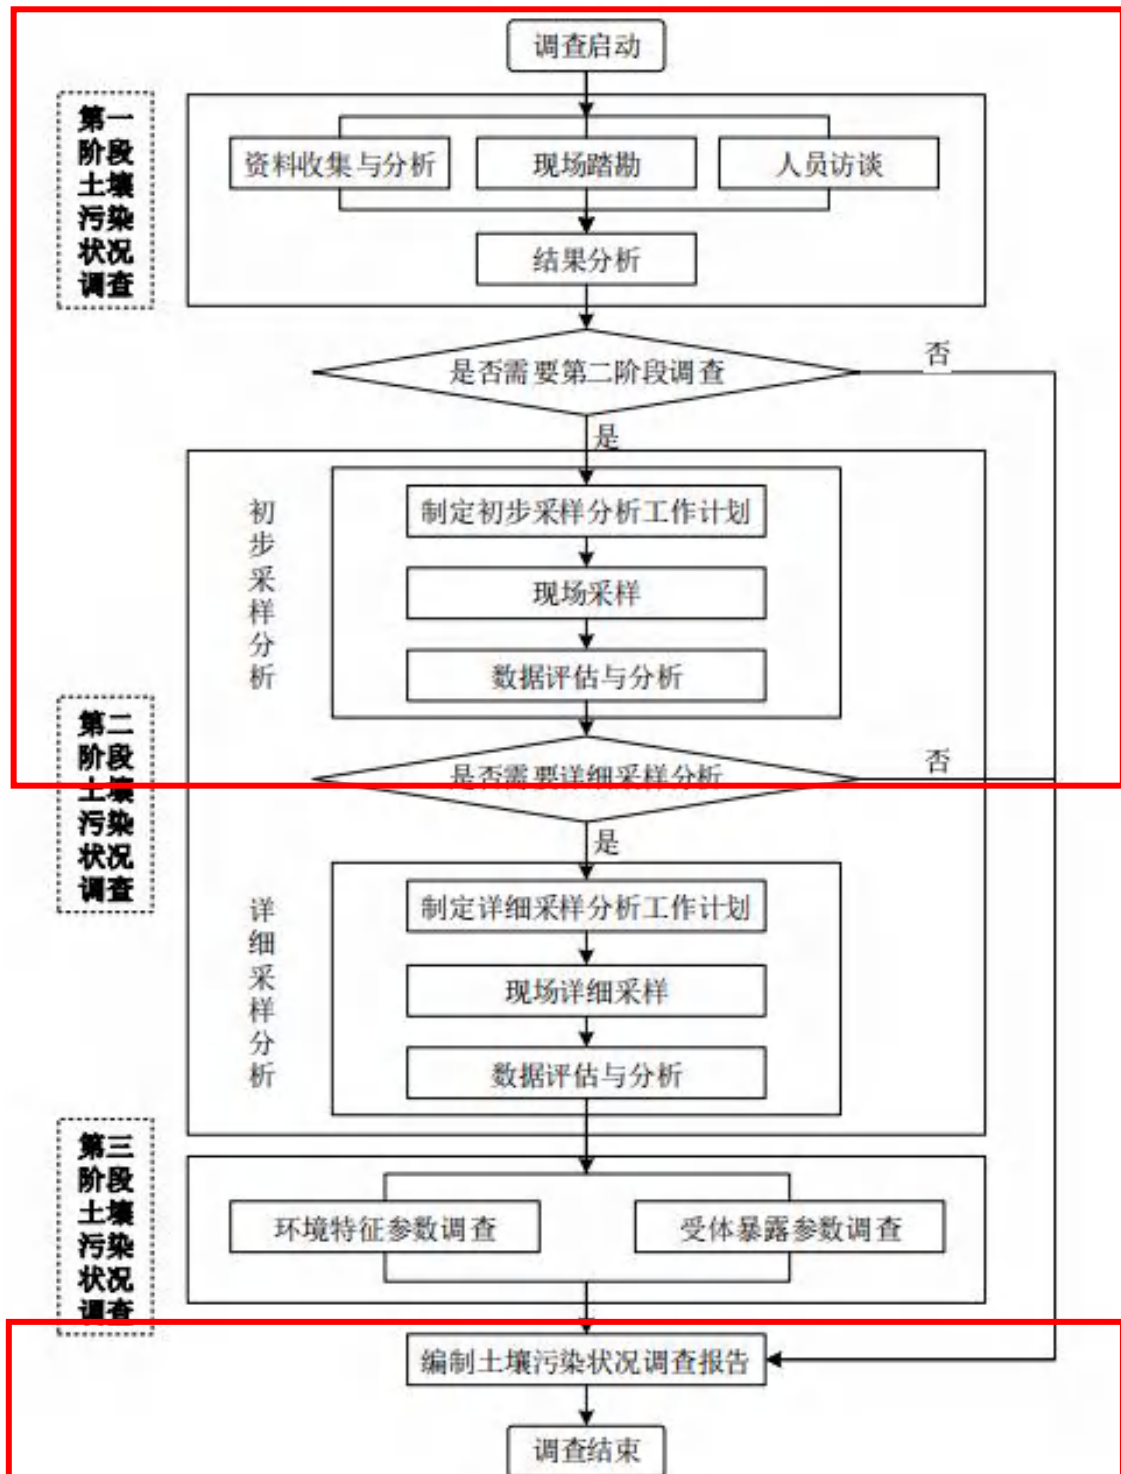 调查启动
第一
阶段
土壤
污染
状况
调查
资料收集与分析
现场踏勘
人员访谈
结果分析
是否需要第二阶段调查
否
是
初
步
采
样
分
析
制定初步采样分析工作计划
现场采样
数据评估与分析
第二
阶段
土壤
污染
状况
调查
是否需要详细采样分析
否
是
详
细
采
样
分
析
制定详细采样分析工作计划
现场详细采样
数据评估与分析
第三
阶段
土壤
污染
状况
调查
环境特征参数调查
受体暴露参数调查
编制土壤污染状况调查报告
调查结束